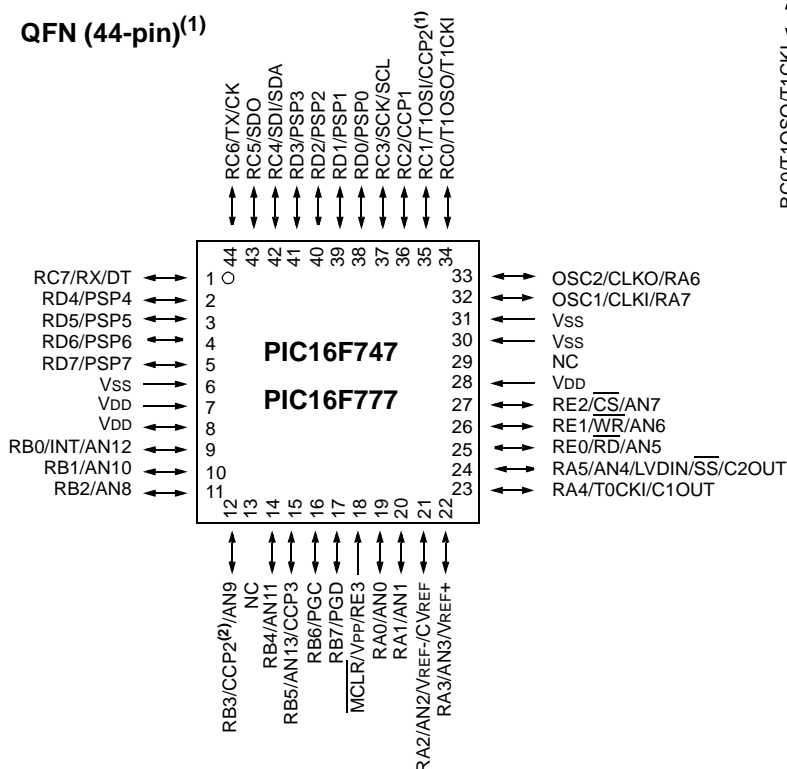 QFN (44-pin)(1)
RC6/TX/CK
RC5/SDO
RC4/SDI/SDA
RD3/PSP3
RD2/PSP2
RD1/PSP1
RD0/PSP0
RC3/SCK/SCL
RC2/CCP1
RC1/T1OSI/CCP2(1)
RC0/T1OSO/T1CKI
RC0/T1OSO/T1CKI
44
43
42
41
40
39
38
37
36
35
34
RC7/RX/DT 1
RD4/PSP4 2
RD5/PSP5 3
RD6/PSP6 4
RD7/PSP7 5
VSS 6
VDD 7
VDD 8
RB0/INT/AN12 9
RB1/AN10 10
RB2/AN8 11
PIC16F747
PIC16F777
33 OSC2/CLKO/RA6
32 OSC1/CLKI/RA7
31 VSS
30 VSS
29 NC
28 VDD
27 RE2/CS/AN7
26 RE1/WR/AN6
25 RE0/RD/AN5
24 RA5/AN4/LVDIN/SS/C2OUT
23 RA4/T0CKI/C1OUT
12
13
14
15
16
17
18
19
20
21
22
RB3/CCP2(2)/AN9
NC
RB4/AN11
RB5/AN13/CCP3
RB6/PGC
RB7/PGD
MCLR/VPP/RE3
RA0/AN0
RA1/AN1
RA2/AN2/VREF-/CVREF
RA3/AN3/VREF+